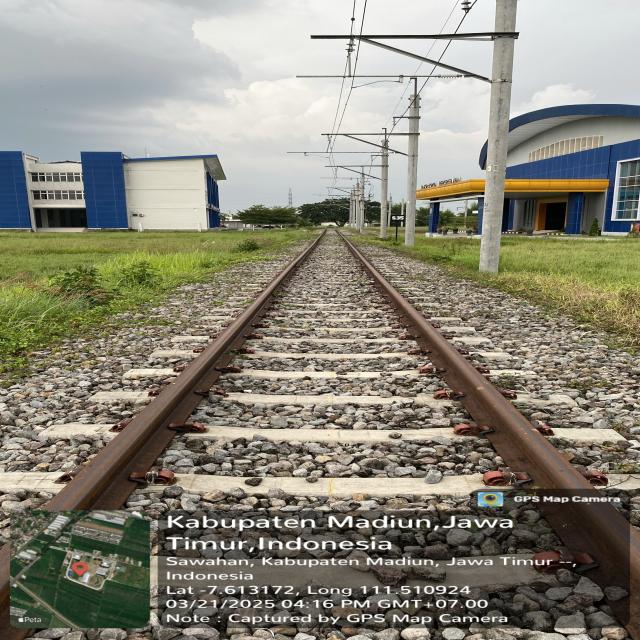 GPS Map Camera
Kabupaten Madiun,Jawa
Timur,Indonesia
Sawahan, Kabupaten Madiun, Jawa Timur --,
Indonesia
Lat -7.613172, Long 111.510924
03/21/2025 04:16 PM GMT+07.00
Note : Captured by GPS Map Camera
Peta